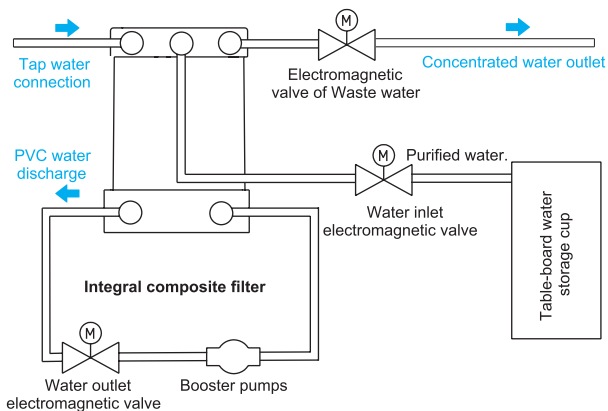 M
Tap water
connection
Electromagnetic
valve of Waste water
Concentrated water outlet
PVC water
discharge
M
Purified water.
Water inlet
electromagnetic valve
Table-board water
storage cup
Integral composite filter
M
Water outlet
electromagnetic valve
Booster pumps